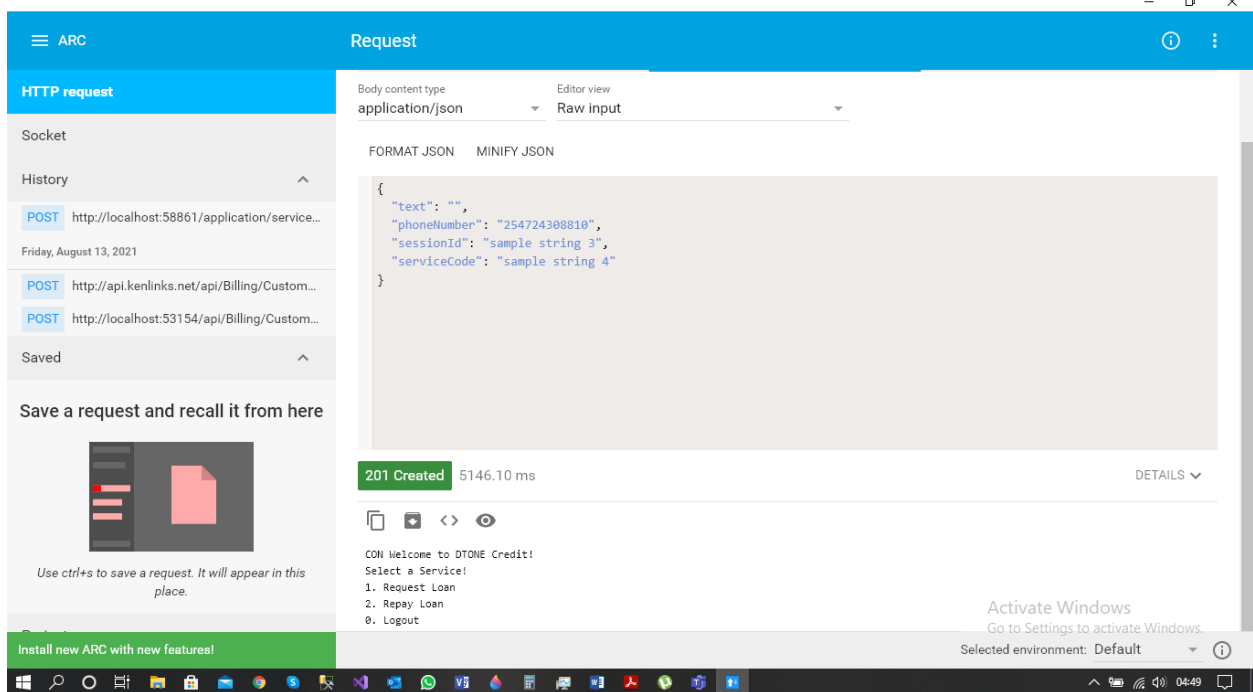 ARC
Request
HTTP request
Socket
History
POST http://localhost:58861/application/service...
Friday, August 13, 2021
POST http://api.kenlinks.net/api/Billing/Custom...
POST http://localhost:53154/api/Billing/Custom...
Saved
Save a request and recall it from here
Use ctrl+s to save a request. It will appear in this
place.
Install new ARC with new features!
Body content type
application/json
Editor view
Raw input
FORMAT JSON MINIFY JSON
{
"text": "",
"phoneNumber": "254724308810",
"sessionId": "sample string 3",
"serviceCode": "sample string 4"
}
201 Created 5146.10 ms
DETAILS
CON Welcome to DTONE Credit!
Select a Service!
1. Request Loan
2. Repay Loan
0. Logout
Activate Windows
Go to Settings to activate Windows.
Selected environment: Default
04:49